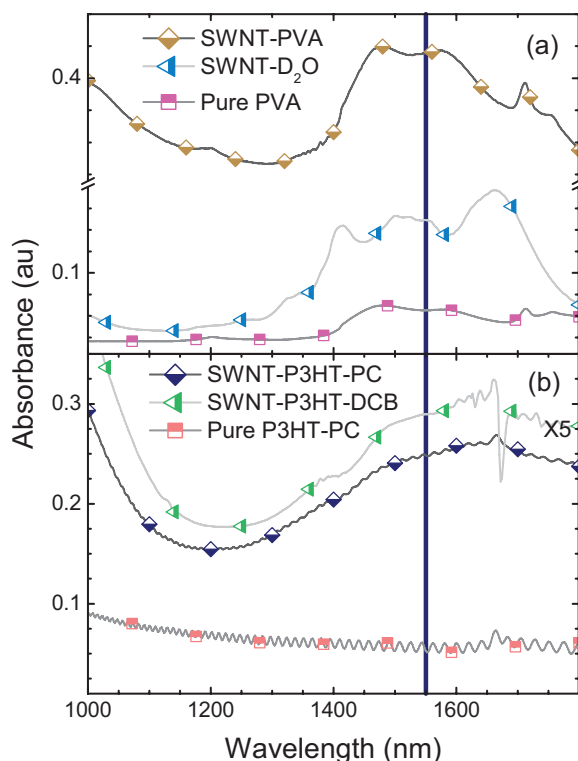 (a)
SWNT-PVA
SWNT-D₂O
Pure PVA
0.4
0.1
Absorbance (au)
(b)
SWNT-P3HT-PC
SWNT-P3HT-DCB
Pure P3HT-PC
X5
0.3
0.2
0.1
1000 1200 1400 1600
Wavelength (nm)